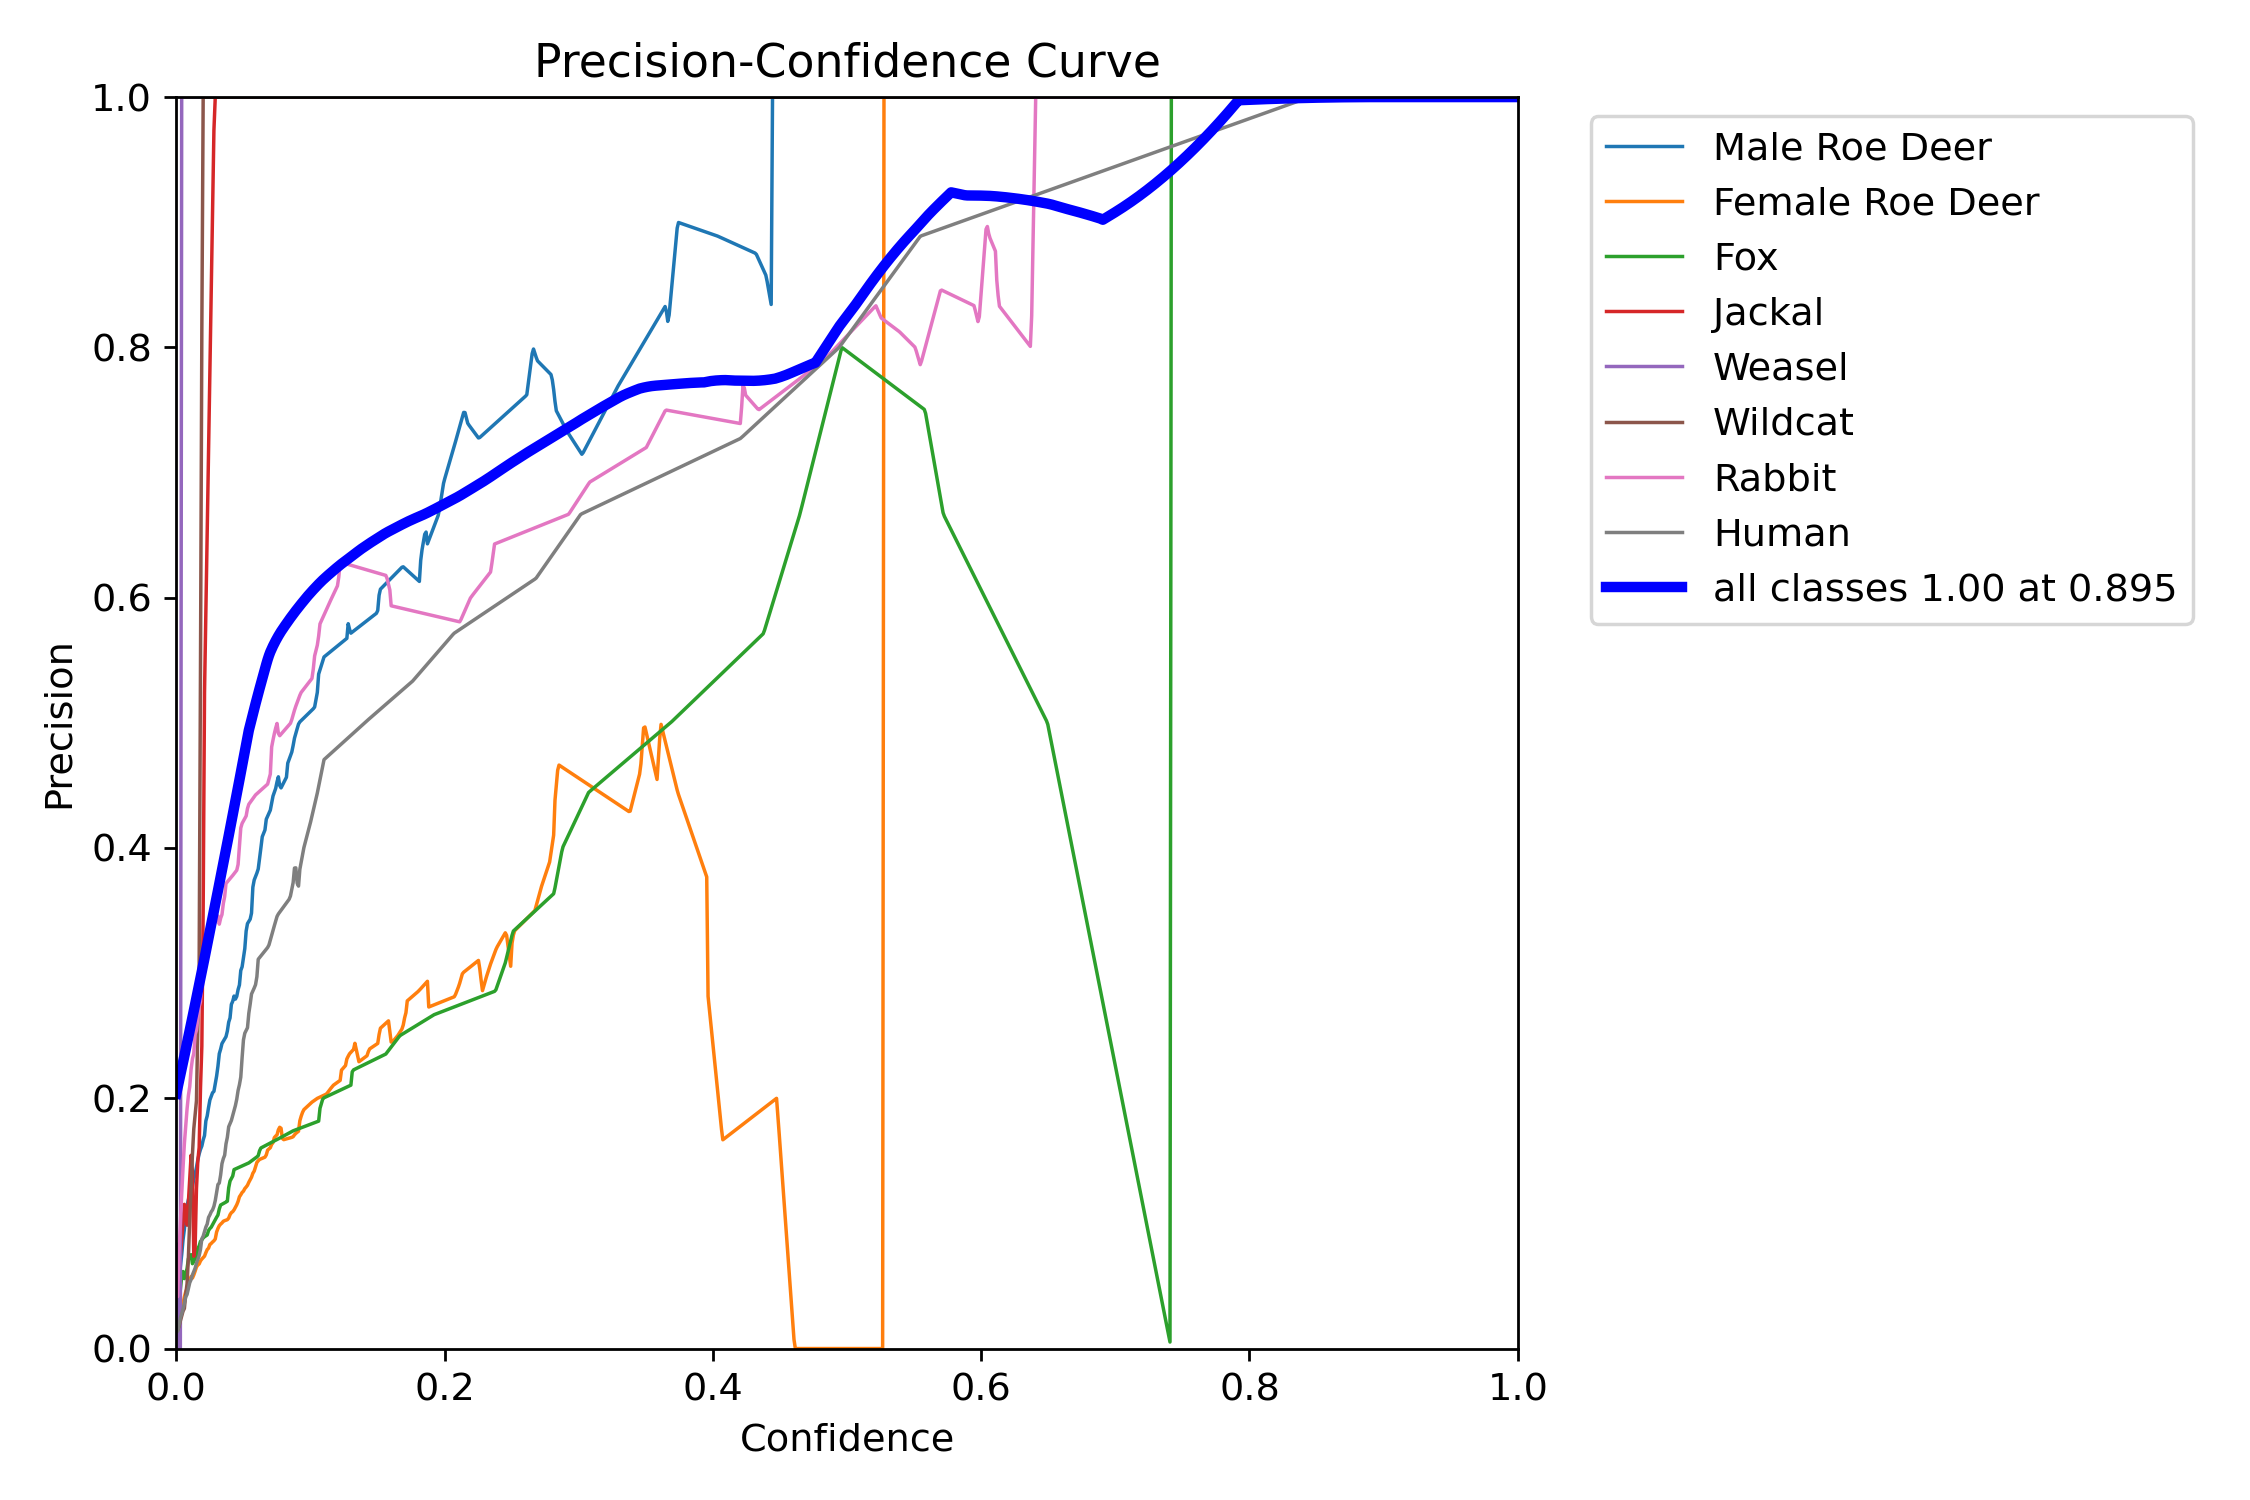 Precision-Confidence Curve
1.0
0.8
0.6
0.4
0.2
0.0
Precision
0.0 0.2 0.4 0.6 0.8 1.0
Confidence
Male Roe Deer
Female Roe Deer
Fox
Jackal
Weasel
Wildcat
Rabbit
Human
all classes 1.00 at 0.895